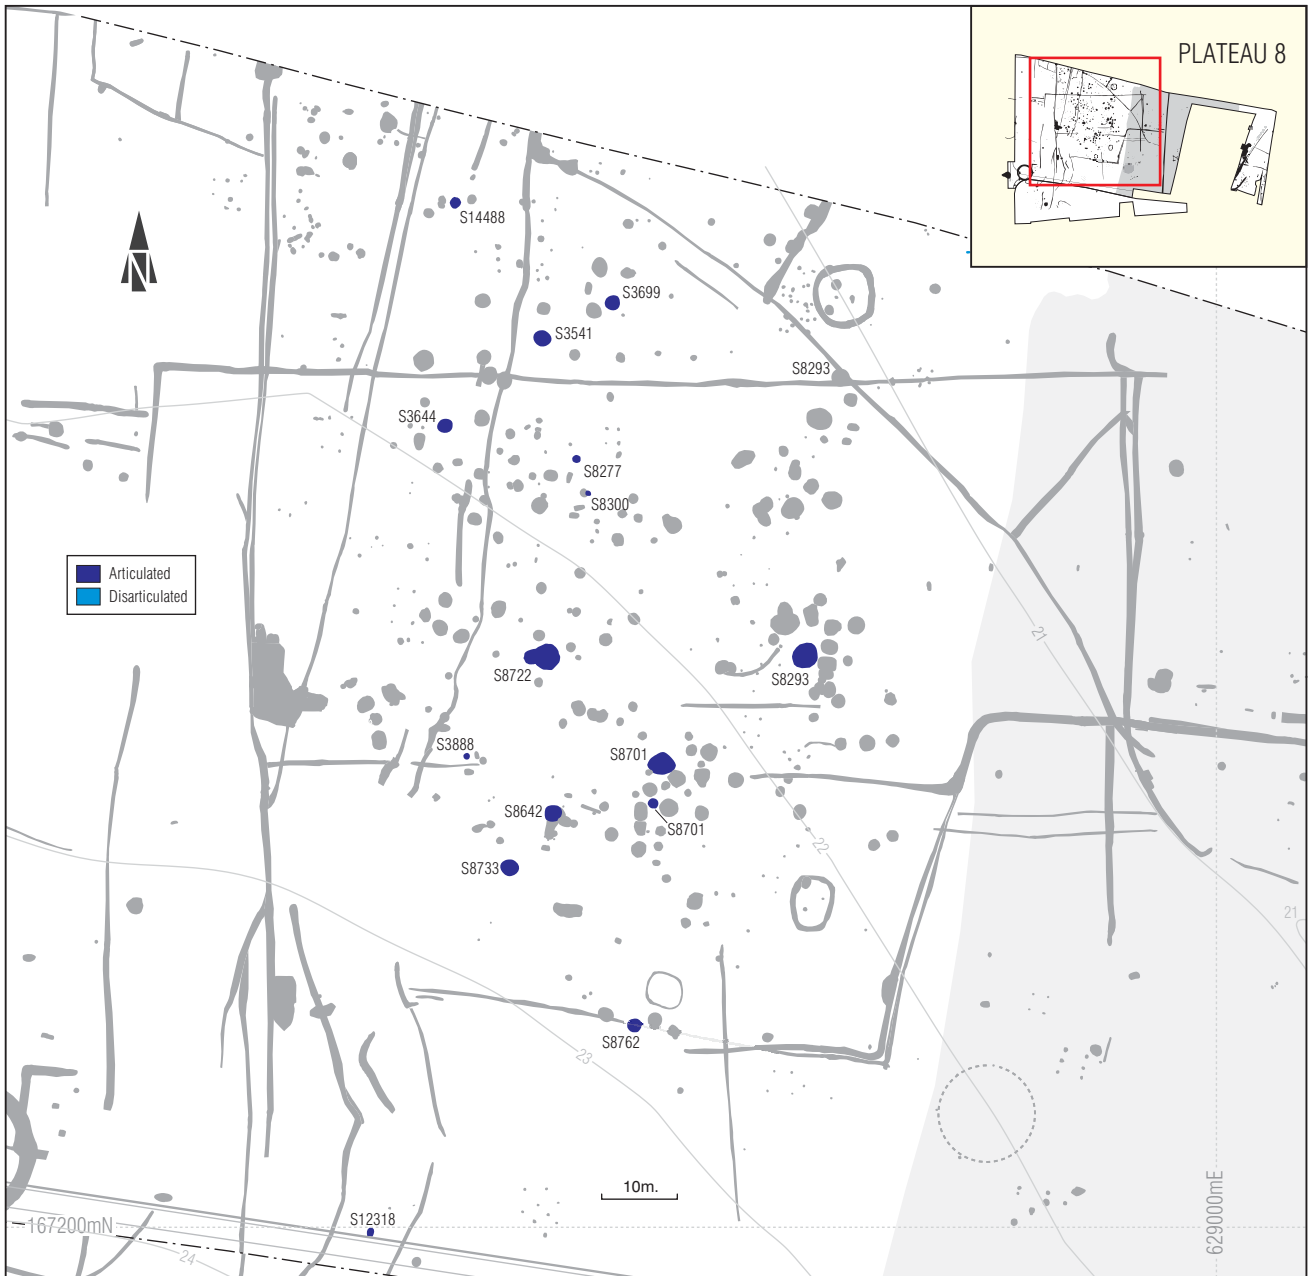 PLATEAU 8
S14488
N
S3699
S3541
S8293
S3644
S8277
S8300
Articulated
Disarticulated
21
S8722
S8293
S3888
S8701
S8642
S8701
22
S8733
21
S8762
23
10m.
S12318
167200mN
629000mE
24